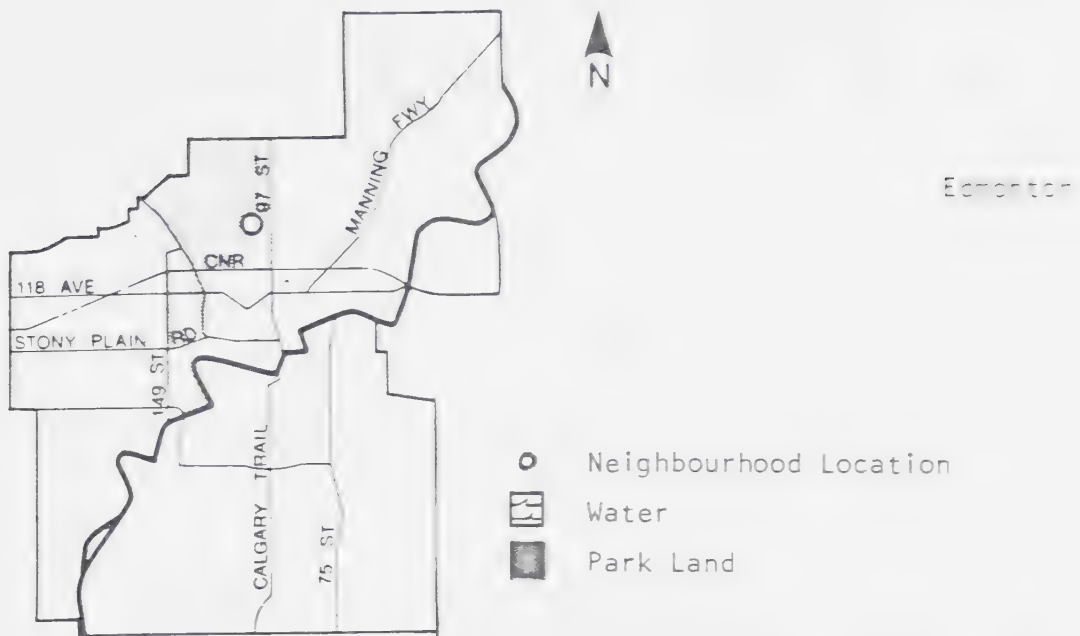 N
Edmonton
MANNING FWY
97 ST
CNR
118 AVE
STONY PLAIN RD
149 ST
CALGARY TRAIL
75 ST
Neighbourhood Location
Water
Park Land